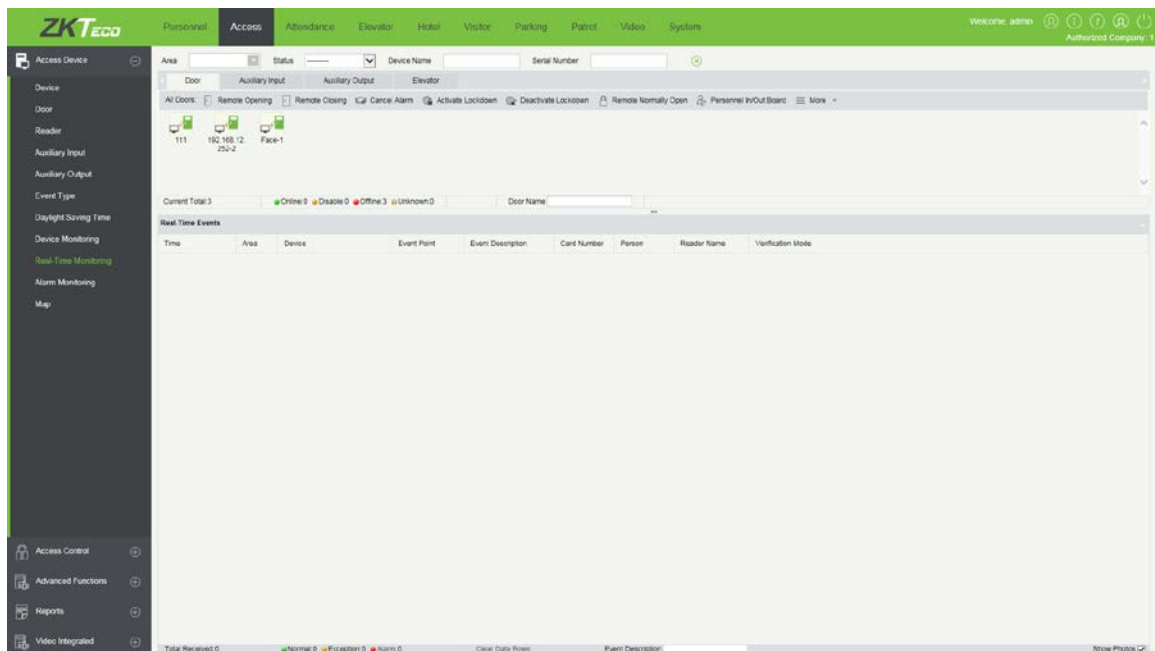 ZKTeco
Personnel Access Attendance Elevator Hotel Visitor Parking Patrol Video System
Welcome admin
Authorized Company: 1
Access Device
Device
Door
Reader
Auxiliary Input
Auxiliary Output
Event Type
Daylight Saving Time
Device Monitoring
Real-Time Monitoring
Alarm Monitoring
Map
Access Control
Advanced Functions
Reports
Video Integrated
Area Status -------- Device Name Serial Number
Door Auxiliary Input Auxiliary Output Elevator
All Doors: Remote Opening Remote Closing Cancel Alarm Activate Lockdown Deactivate Lockdown Remote Normally Open Personnel In/Out Board More
111 192.168.12. Face-1
252-2
Current Total:3 Online:0 Disable:0 Offline:3 Unknown:0 Door Name
Real Time Events
Time Area Device Event Point Event Description Card Number Person Reader Name Verification Mode
Total Received:0 Normal:0 Exception:0 Alarm:0 Clear Data Rows Event Description Show Photos